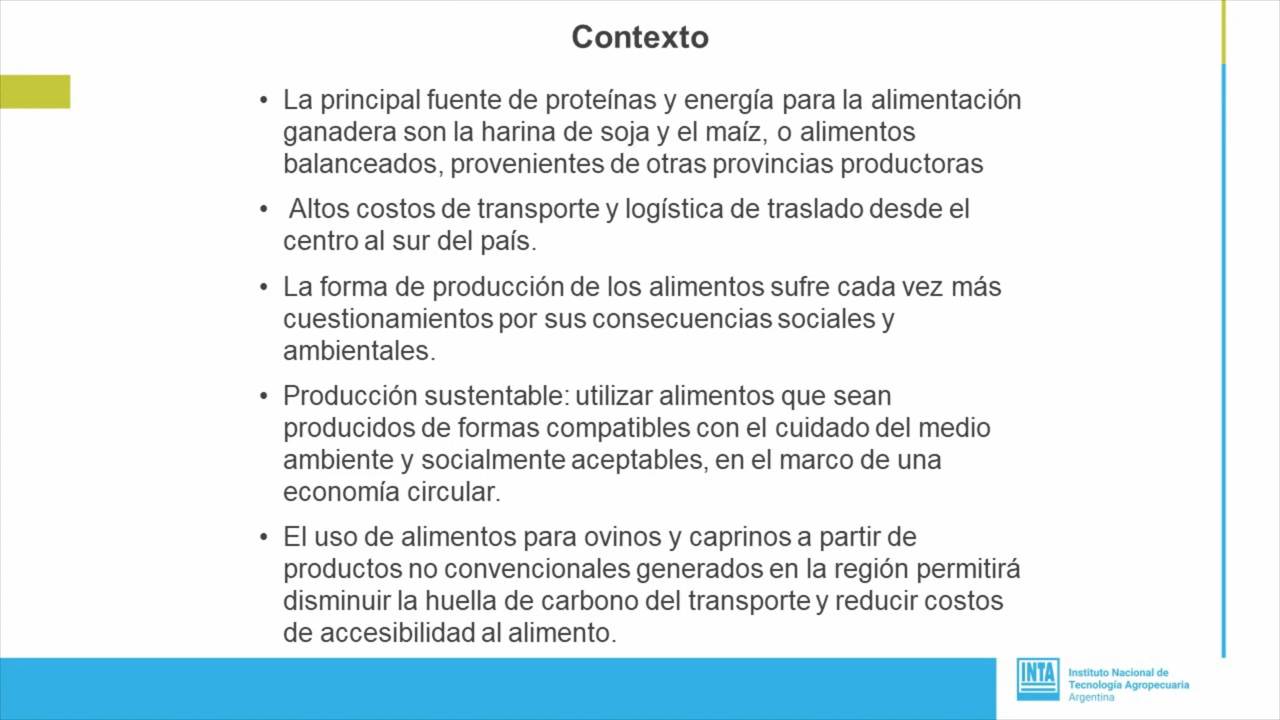 Contexto
• La principal fuente de proteínas y energía para la alimentación
ganadera son la harina de soja y el maíz, o alimentos
balanceados, provenientes de otras provincias productoras
• Altos costos de transporte y logística de traslado desde el
centro al sur del país.
• La forma de producción de los alimentos sufre cada vez más
cuestionamientos por sus consecuencias sociales y
ambientales.
• Producción sustentable: utilizar alimentos que sean
producidos de formas compatibles con el cuidado del medio
ambiente y socialmente aceptables, en el marco de una
economía circular.
• El uso de alimentos para ovinos y caprinos a partir de
productos no convencionales generados en la región permitirá
disminuir la huella de carbono del transporte y reducir costos
de accesibilidad al alimento.
INTA
Instituto Nacional de
Tecnología Agropecuaria
Argentina